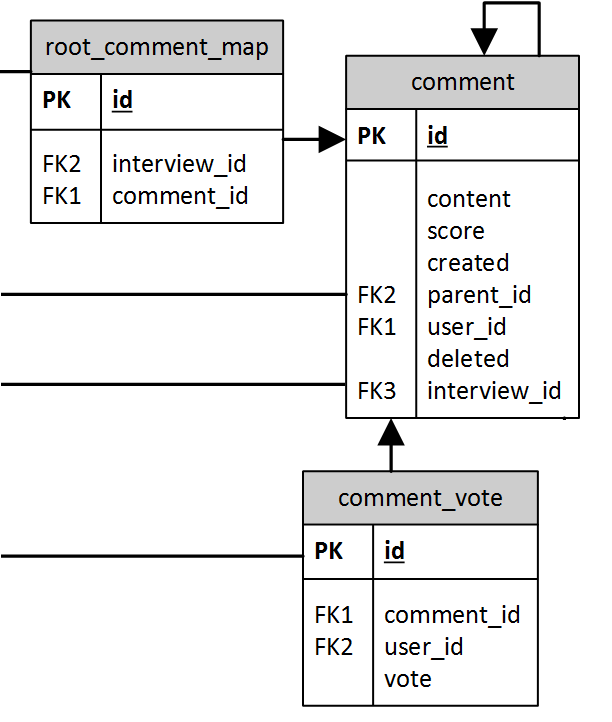 root_comment_map
PK id
FK2 interview_id
FK1 comment_id
comment
PK id
content
score
created
FK2 parent_id
FK1 user_id
deleted
FK3 interview_id
comment_vote
PK id
FK1 comment_id
FK2 user_id
vote